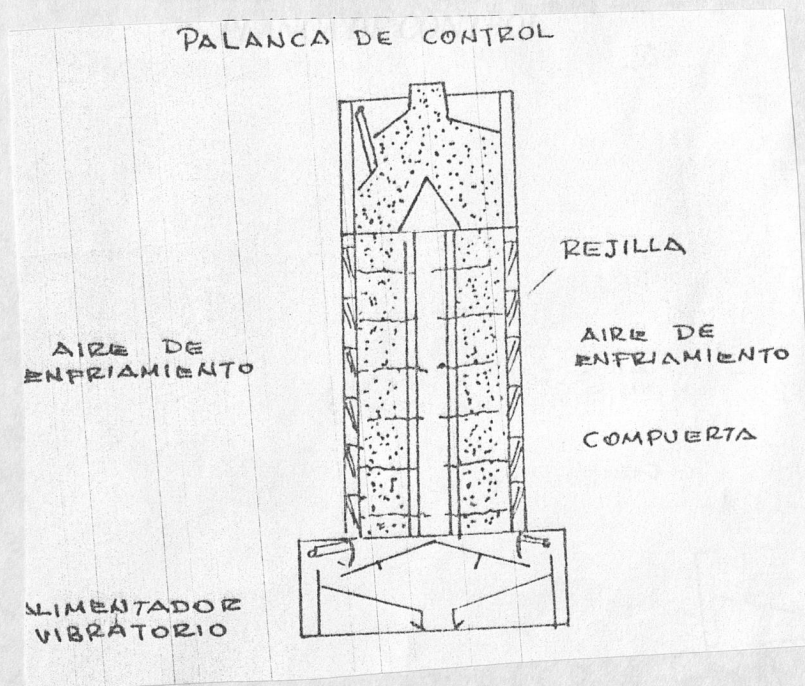 PALANCA DE CONTROL
REJILLA
AIRE DE
ENFRIAMIENTO
AIRE DE
ENFRIAMIENTO
COMPUERTA
ALIMENTADOR
VIBRATORIO